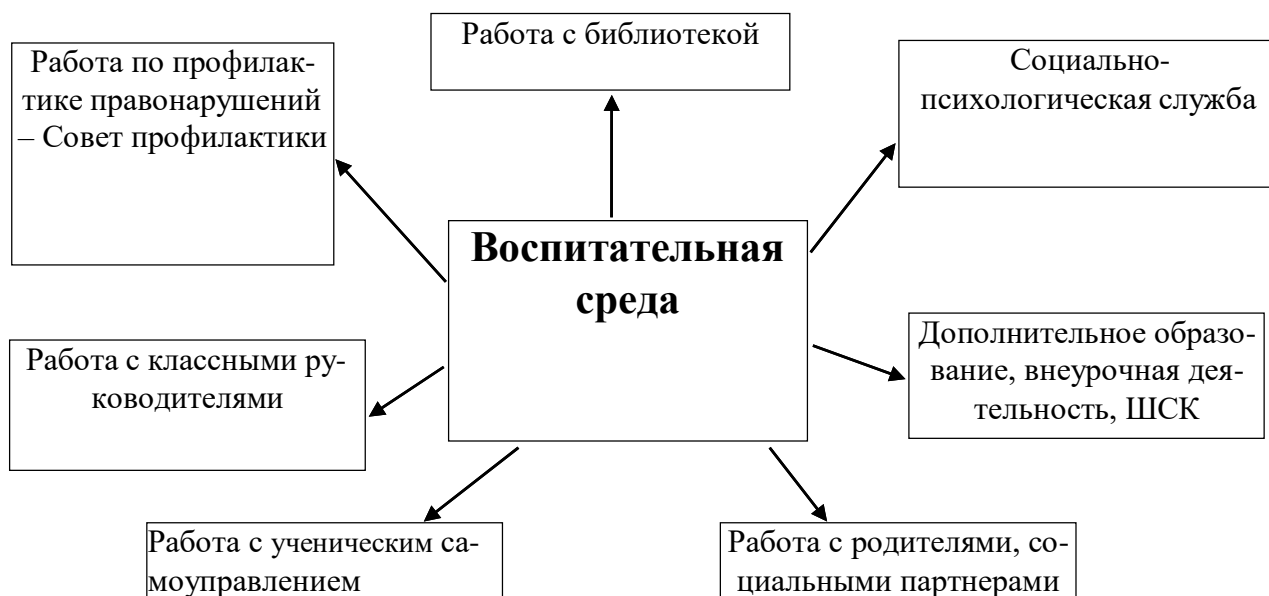 Работа с библиотекой
Работа по профилак-
тике правонарушений
– Совет профилактики
Социально-
психологическая служба
Воспитательная
среда
Работа с классными ру-
ководителями
Дополнительное образо-
вание, внеурочная дея-
тельность, ШСК
Работа с ученическим са-
моуправлением
Работа с родителями, со-
циальными партнерами